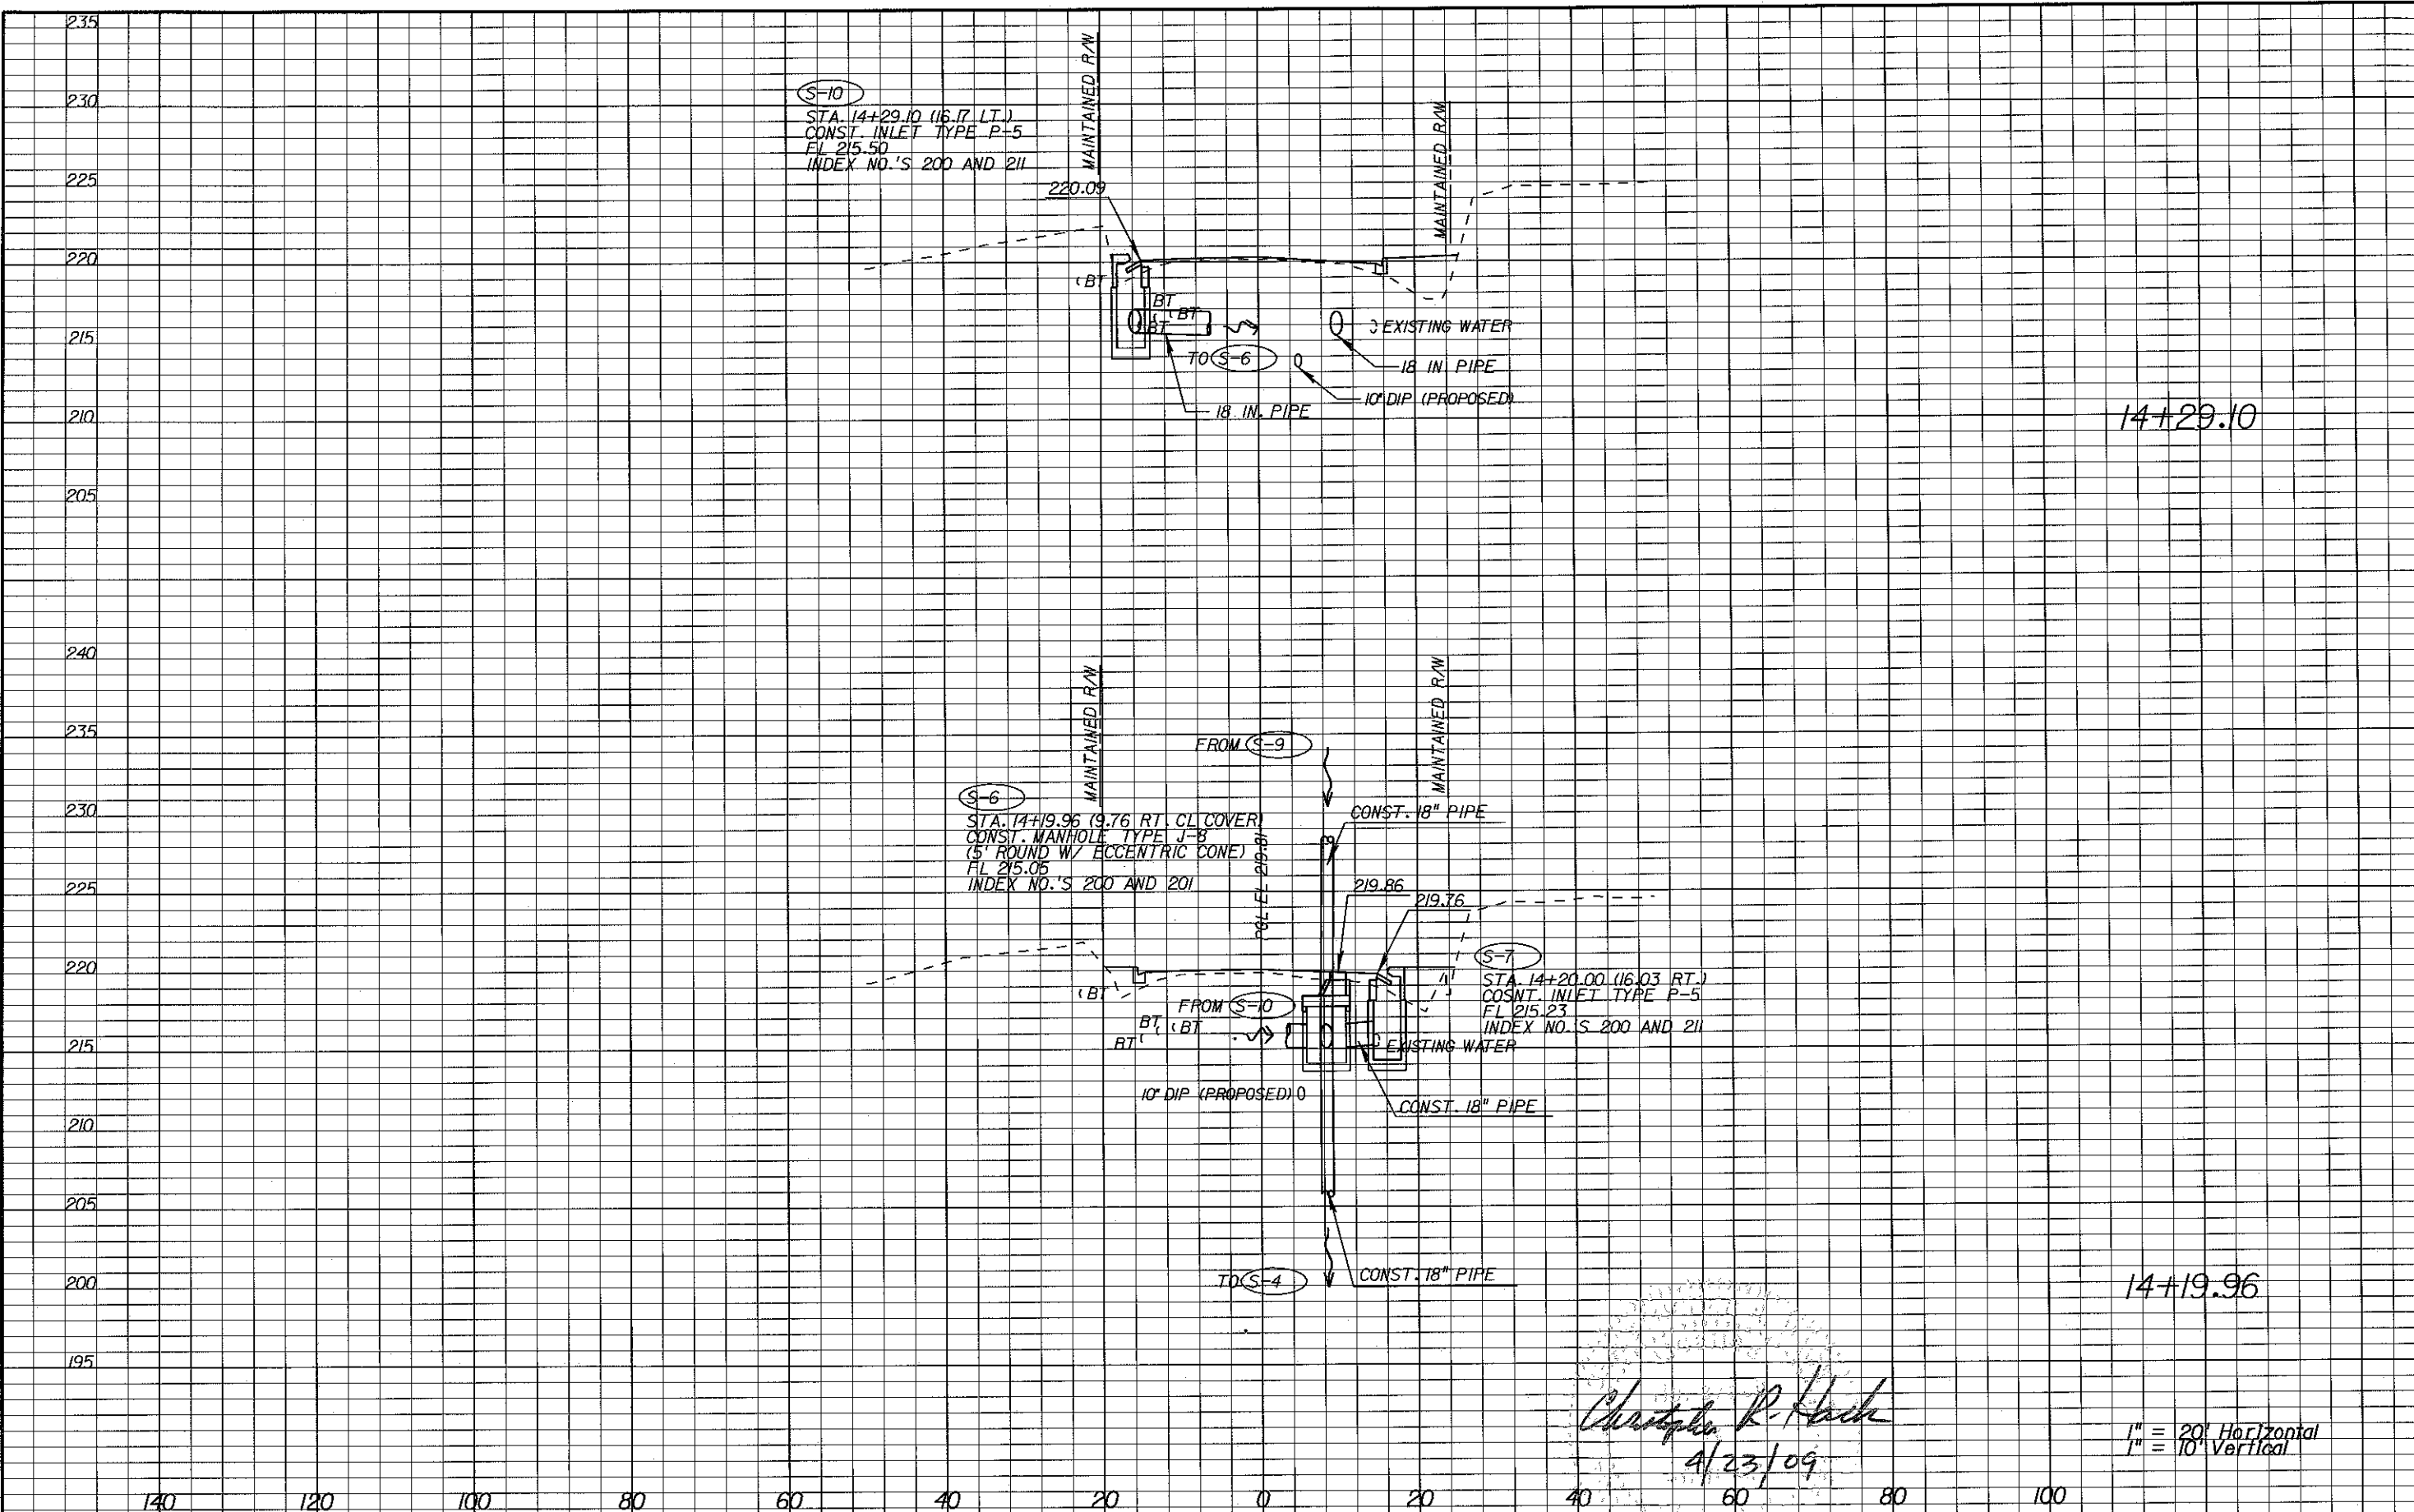 235
230
225
220
215
210
205
S-10
STA. 14+29.10 (16.17 LT.)
CONST. INLET TYPE P-5
FL 215.50
INDEX NO.'S 200 AND 211
MAINTAINED R/W
MAINTAINED R/W
220.09
BT
BT
BT
BT
TO S-6
EXISTING WATER
18 IN. PIPE
10" DIP (PROPOSED)
18 IN. PIPE
14+29.10
240
235
230
225
220
215
210
205
200
195
MAINTAINED R/W
MAINTAINED R/W
FROM S-9
S-6
STA. 14+19.96 (9.76 RT. CL COVER)
CONST. MANHOLE TYPE J-8
(5' ROUND W/ ECCENTRIC CONE)
FL 215.05
INDEX NO.'S 200 AND 201
CONST. 18" PIPE
PGL EL 219.81
219.86
219.76
S-7
STA. 14+20.00 (16.03 RT.)
COSNT. INLET TYPE P-5
FL 215.23
INDEX NO.'S 200 AND 211
BT
FROM S-10
BT
BT
BT
EXISTING WATER
10" DIP (PROPOSED)
CONST. 18" PIPE
TO S-4
CONST. 18" PIPE
14+19.96
Christopher R. Hack
4/23/09
1" = 20' Horizontal
1" = 10' Vertical
140 120 100 80 60 40 20 0 20 40 60 80 100